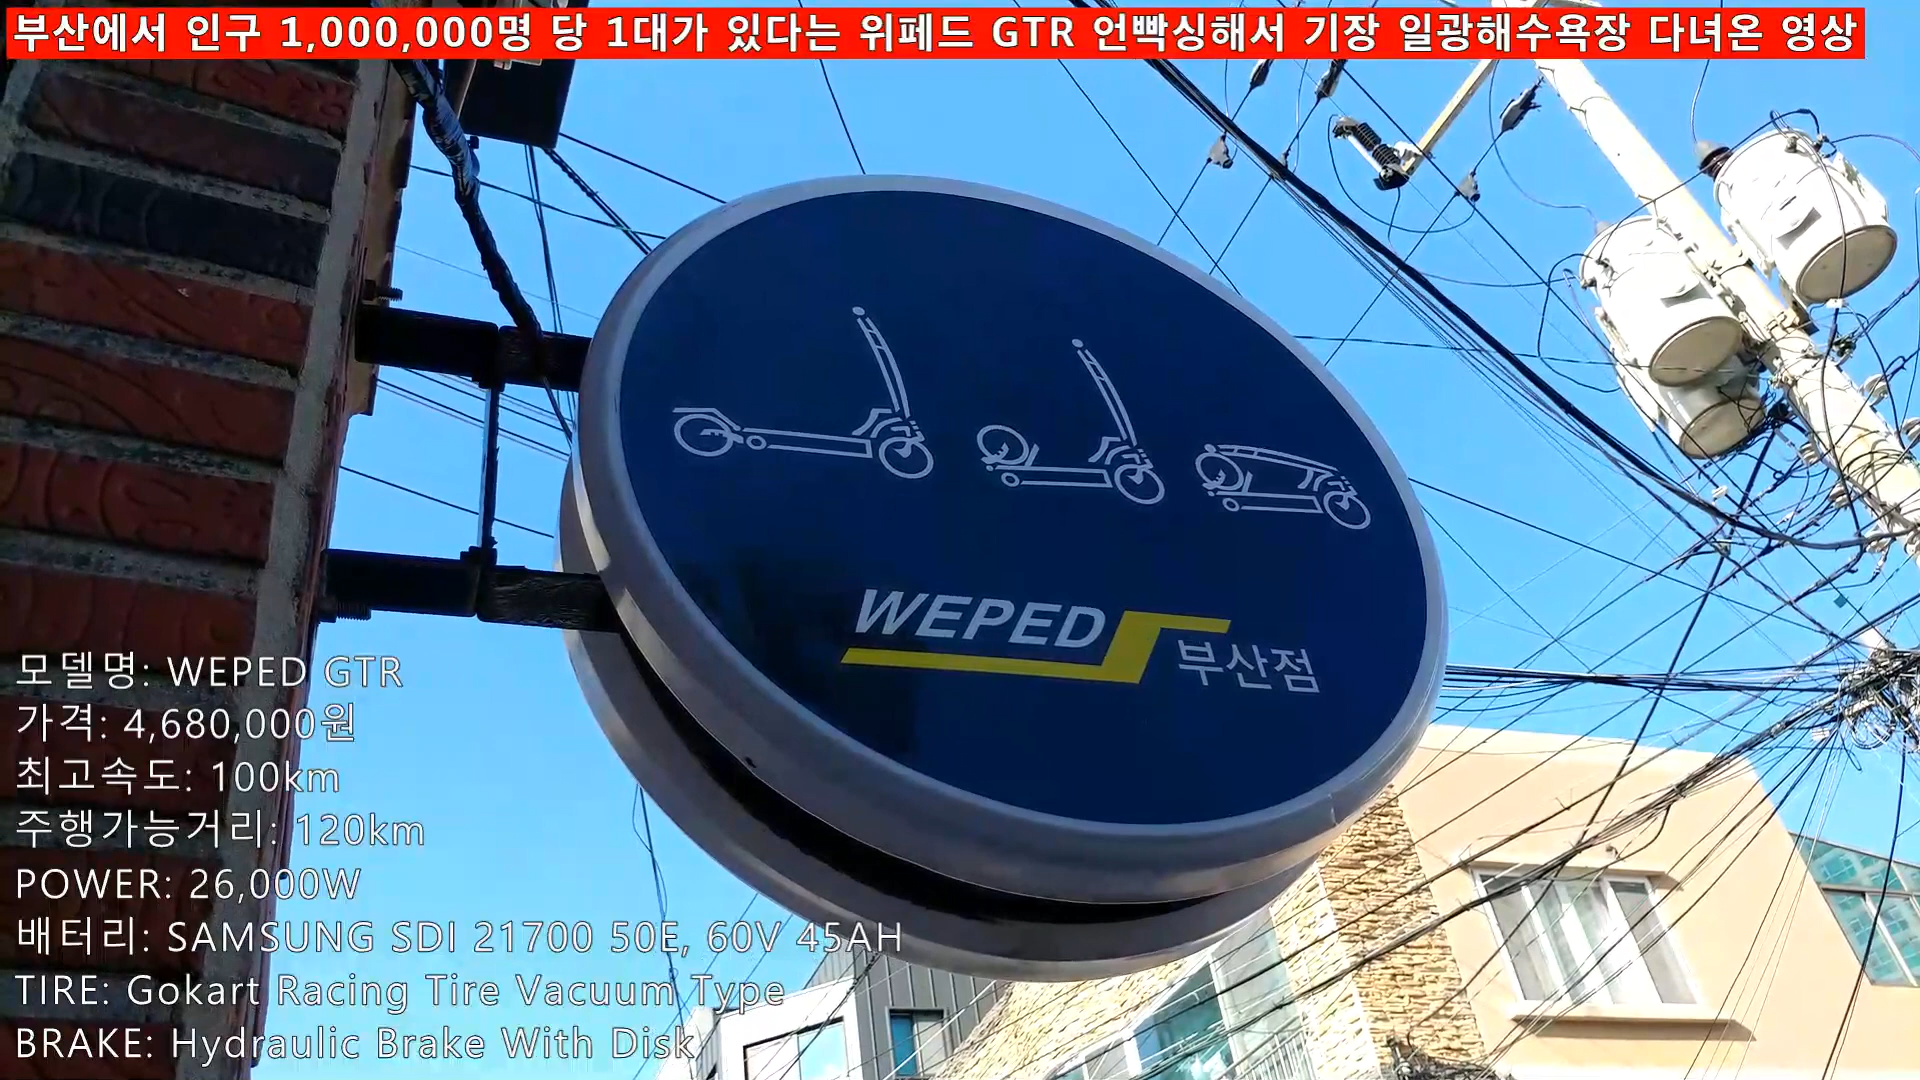 부산에서 인구 1,000,000명 당 1대가 있다는 위페드 GTR 언빡싱해서 기장 일광해수욕장 다녀온 영상
WEPED
부산점
모델명: WEPED GTR
가격: 4,680,000원
최고속도: 100km
주행가능거리: 120km
POWER: 26,000W
배터리: SAMSUNG SDI 21700 50E, 60V 45AH
TIRE: Gokart Racing Tire Vacuum Type
BRAKE: Hydraulic Brake With Disk